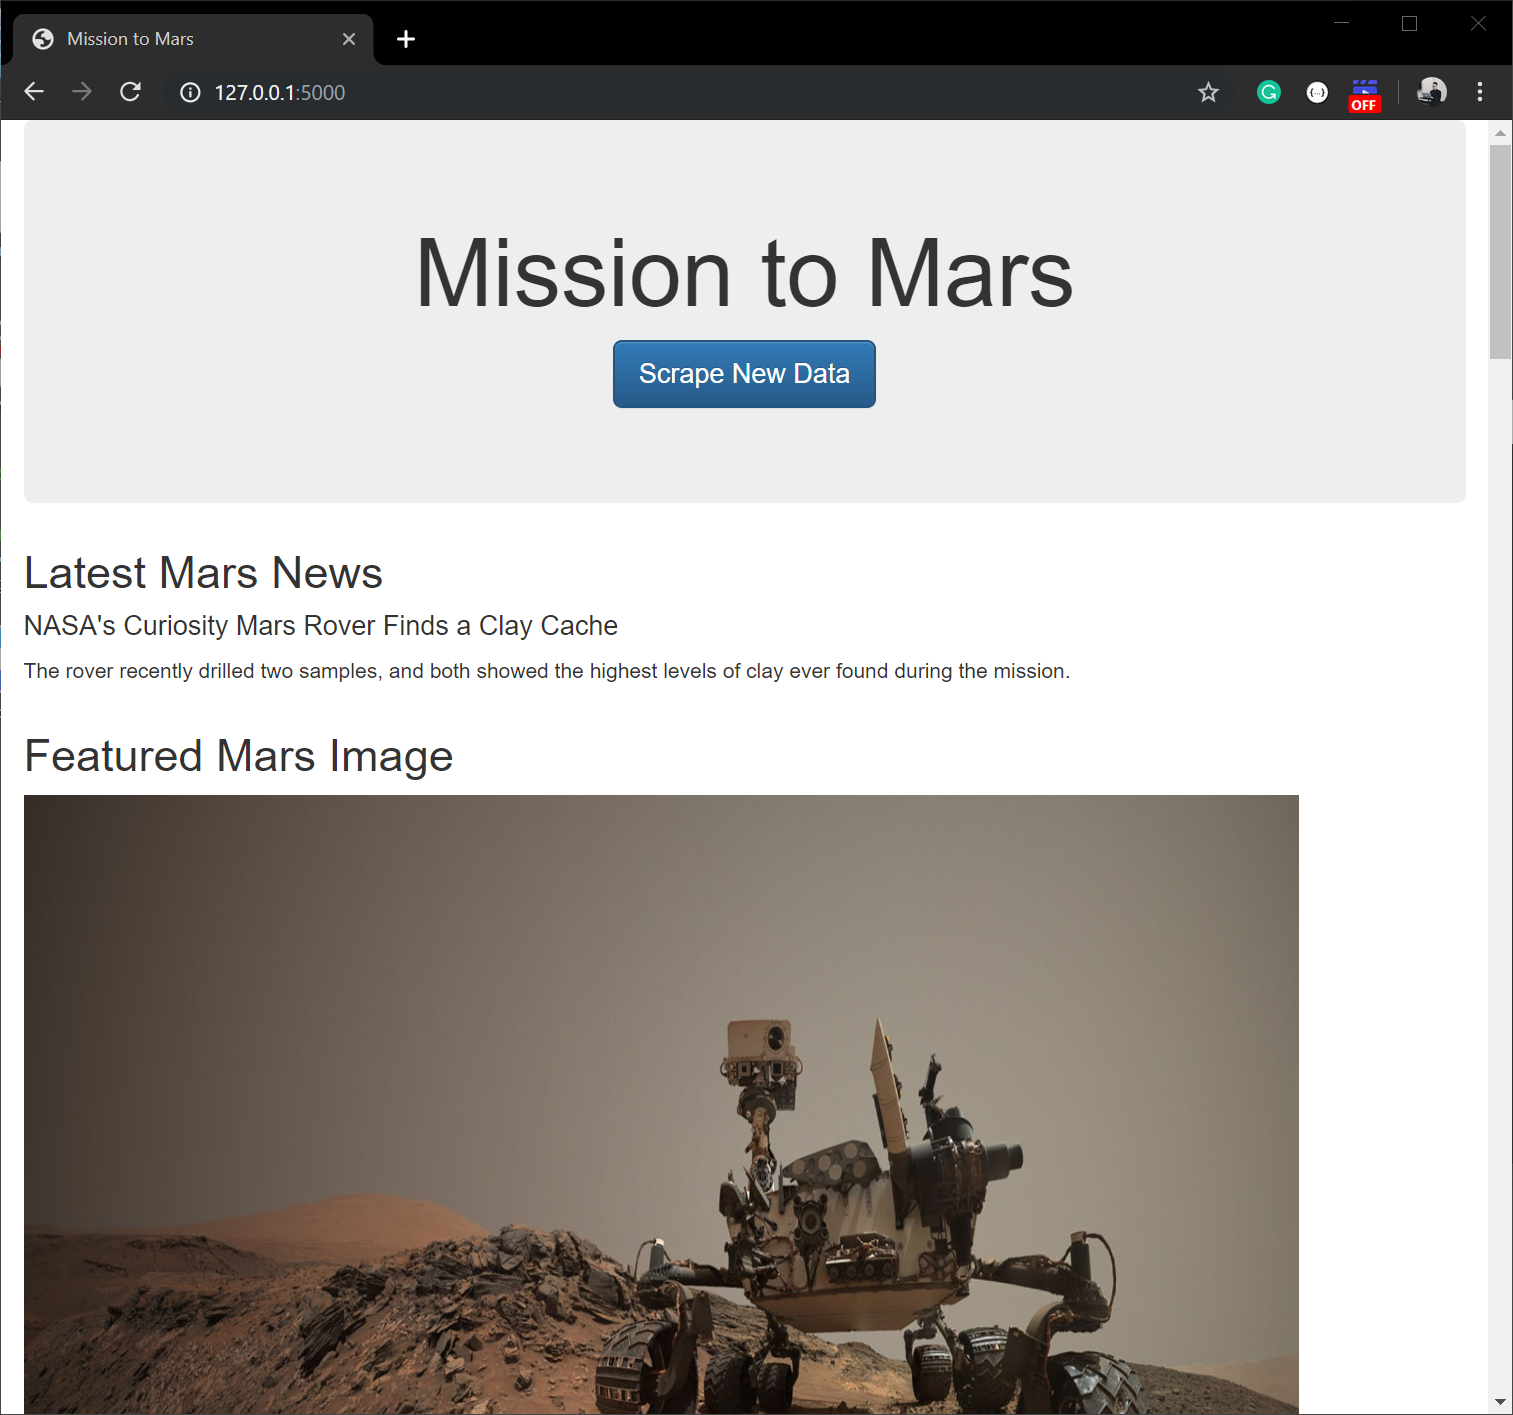 Mission to Mars
127.0.0.1:5000
OFF
Mission to Mars
Scrape New Data
Latest Mars News
NASA's Curiosity Mars Rover Finds a Clay Cache
The rover recently drilled two samples, and both showed the highest levels of clay ever found during the mission.
Featured Mars Image